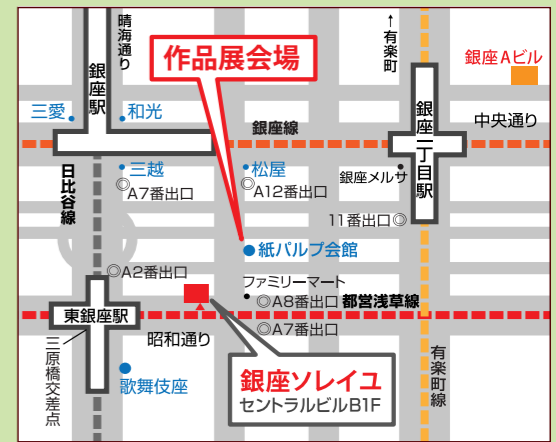 晴海通り
↑有楽町
作品展会場
銀座Aビル
銀座駅
三愛
和光
銀座線
銀座一丁目駅
中央通り
日比谷線
三越
◎A7番出口
松屋
◎A12番出口
銀座メルサ
11番出口◎
紙パルプ会館
◎A2番出口
ファミリーマート
◎A8番出口 都営浅草線
東銀座駅
昭和通り
◎A7番出口
三原橋交差点
歌舞伎座
銀座ソレイユ
セントラルビルB1F
有楽町線